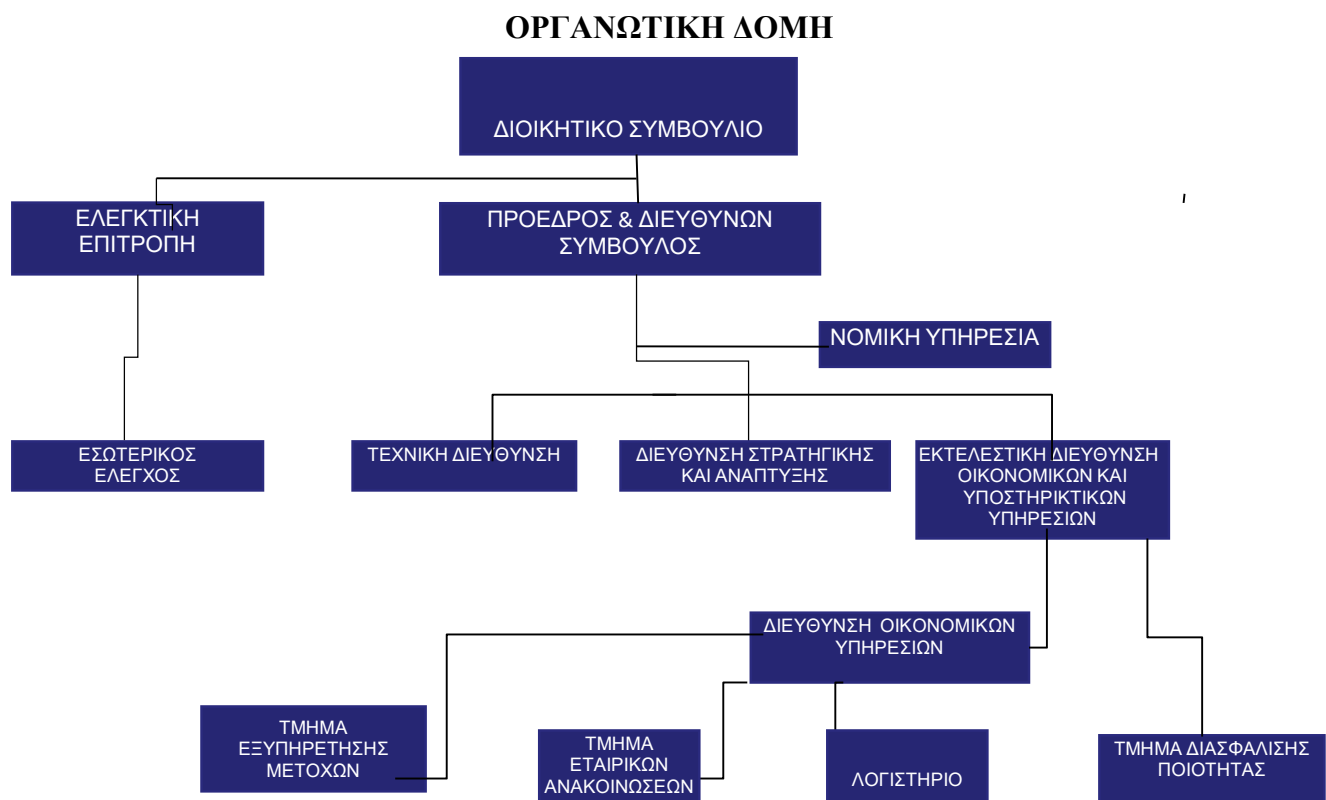 ΟΡΓΑΝΩΤΙΚΗ ΔΟΜΗ
ΔΙΟΙΚΗΤΙΚΟ ΣΥΜΒΟΥΛΙΟ
ΕΛΕΓΚΤΙΚΗ
ΕΠΙΤΡΟΠΗ
ΠΡΟΕΔΡΟΣ & ΔΙΕΥΘΥΝΩΝ
ΣΥΜΒΟΥΛΟΣ
ΝΟΜΙΚΗ ΥΠΗΡΕΣΙΑ
ΕΣΩΤΕΡΙΚΟΣ
ΕΛΕΓΧΟΣ
ΤΕΧΝΙΚΗ ΔΙΕΥΘΥΝΣΗ
ΔΙΕΥΘΥΝΣΗ ΣΤΡΑΤΗΓΙΚΗΣ
ΚΑΙ ΑΝΑΠΤΥΞΗΣ
ΕΚΤΕΛΕΣΤΙΚΗ ΔΙΕΥΘΥΝΣΗ
ΟΙΚΟΝΟΜΙΚΩΝ ΚΑΙ
ΥΠΟΣΤΗΡΙΚΤΙΚΩΝ
ΥΠΗΡΕΣΙΩΝ
ΔΙΕΥΘΥΝΣΗ ΟΙΚΟΝΟΜΙΚΩΝ
ΥΠΗΡΕΣΙΩΝ
ΤΜΗΜΑ
ΕΞΥΠΗΡΕΤΗΣΗΣ
ΜΕΤΟΧΩΝ
ΤΜΗΜΑ
ΕΤΑΙΡΙΚΩΝ
ΑΝΑΚΟΙΝΩΣΕΩΝ
ΛΟΓΙΣΤΗΡΙΟ
ΤΜΗΜΑ ΔΙΑΣΦΑΛΙΣΗΣ
ΠΟΙΟΤΗΤΑΣ